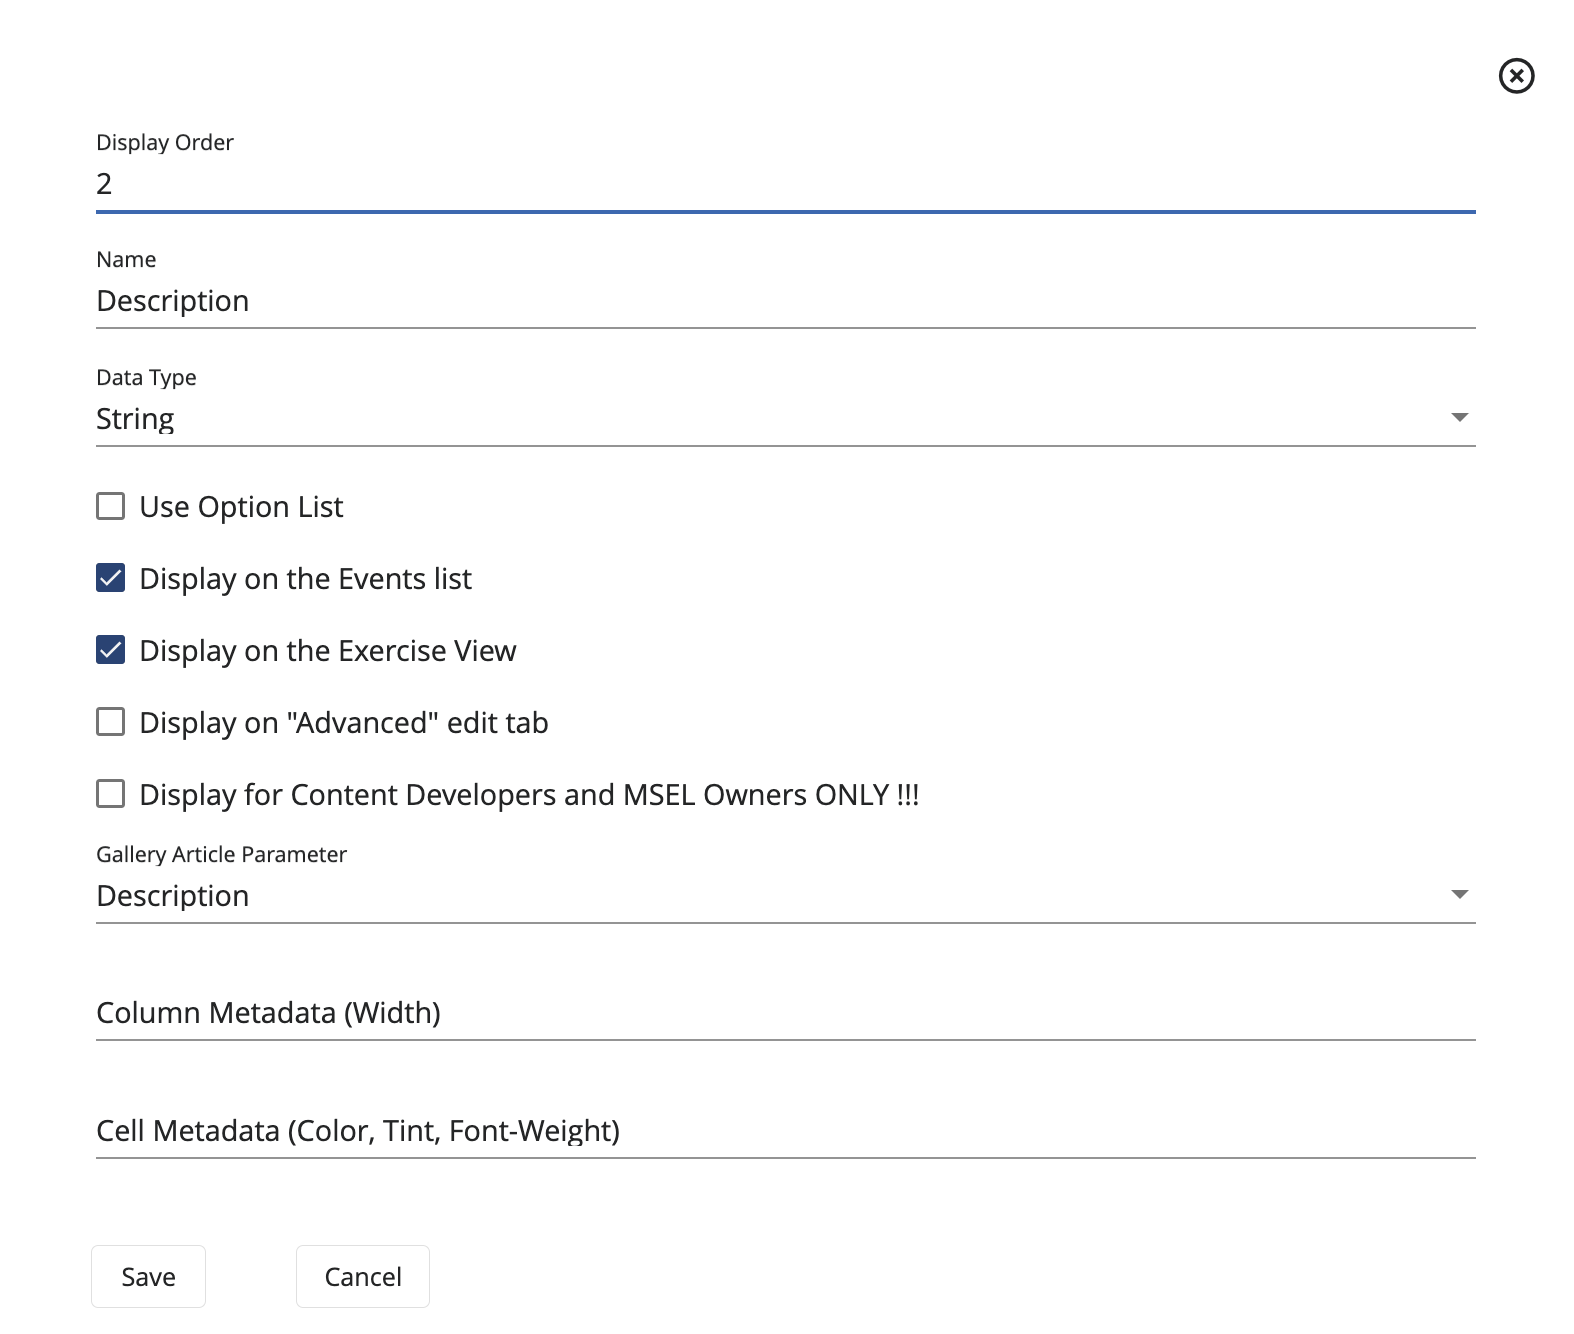 Display Order
2
Name
Description
Data Type
String
Use Option List
Display on the Events list
Display on the Exercise View
Display on "Advanced" edit tab
Display for Content Developers and MSEL Owners ONLY !!!
Gallery Article Parameter
Description
Column Metadata (Width)
Cell Metadata (Color, Tint, Font-Weight)
Save Cancel